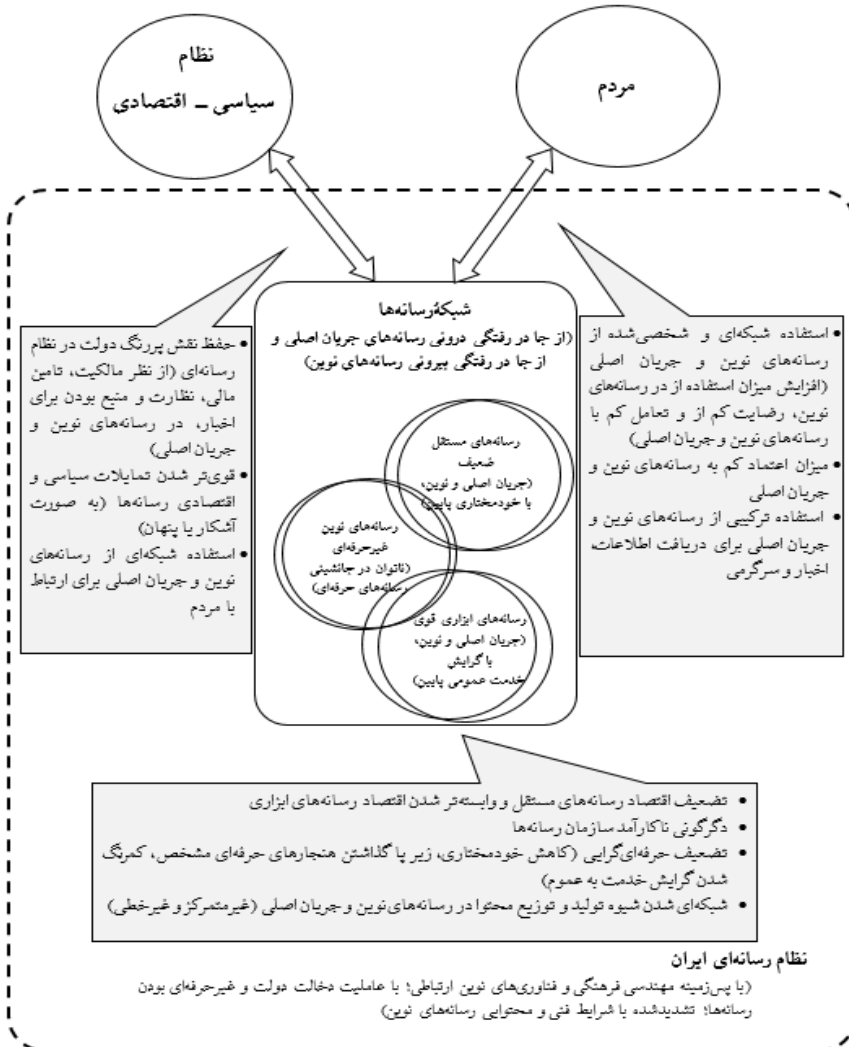 نظام
سیاسی – اقتصادی
مردم
شبکۀ رسانه‌ها
(از جا در رفتگی درونی رسانه‌های جریان اصلی و
از جا در رفتگی بیرونی رسانه‌های نوین)
رسانه‌های مستقل
ضعیف
(جریان اصلی و نوین،
با خودمختاری پایین)
رسانه‌های نوین
غیرحرفه‌ای
(ناتوان در جانشینی
رسانه‌های حرفه‌ای)
رسانه‌های ابزاری قوی
(جریان اصلی و نوین،
با گرایش
خدمت عمومی پایین)
• استفاده شبکه‌ای و شخصی‌شده از
رسانه‌های نوین و جریان اصلی
(افزایش میزان استفاده از در رسانه‌های
نوین، رضایت کم از و تعامل کم با
رسانه‌های نوین و جریان اصلی)
• میزان اعتماد کم به رسانه‌های نوین و
جریان اصلی
• استفاده ترکیبی از رسانه‌های نوین و
جریان اصلی برای دریافت اطلاعات،
اخبار و سرگرمی
• حفظ نقش پررنگ دولت در نظام
رسانه‌ای (از نظر مالکیت، تامین
مالی، نظارت و منبع بودن برای
اخبار، در رسانه‌های نوین و
جریان اصلی)
• قوی‌تر شدن تمایلات سیاسی و
اقتصادی رسانه‌ها (به صورت
آشکار یا پنهان)
• استفاده شبکه‌ای از رسانه‌های
نوین و جریان اصلی برای ارتباط
با مردم
• تضعیف اقتصاد رسانه‌های مستقل و وابسته‌تر شدن اقتصاد رسانه‌های ابزاری
• دگرگونی ناکارآمد سازمان رسانه‌ها
• تضعیف حرفه‌ای‌گرایی (کاهش خودمختاری، زیر پا گذاشتن هنجارهای حرفه‌ای مشخص، کمرنگ
شدن گرایش خدمت به عموم)
• شبکه‌ای شدن شیوه تولید و توزیع محتوا در رسانه‌های‌نوین و جریان اصلی (غیرمتمرکز و غیرخطی)
نظام رسانه‌ای ایران
(با پس‌زمینه مهندسی فرهنگی و فناوری‌های نوین ارتباطی؛ با عاملیت دخالت دولت و غیرحرفه‌ای بودن
رسانه‌ها؛ تشدیدشده با شرایط فنی و محتوایی رسانه‌های نوین)